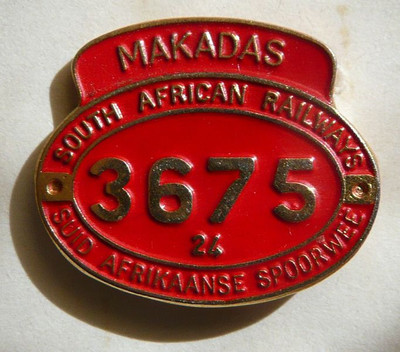 MAKADAS
SOUTH AFRICAN RAILWAYS
3675
24
SUID AFRIKAANSE SPOORWEË